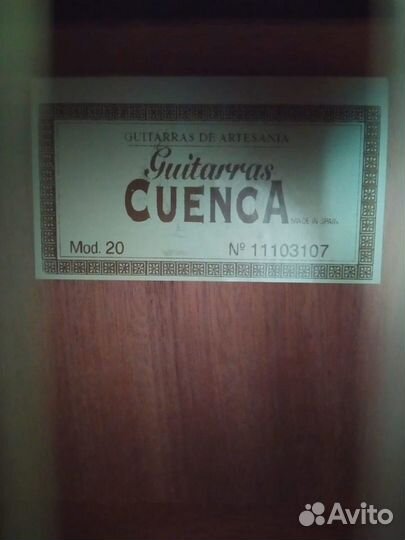 GUITARRAS DE ARTESANIA
Guitarras
CUENCA
MADE IN SPAIN
Mod. 20 Nº 11103107
Avito